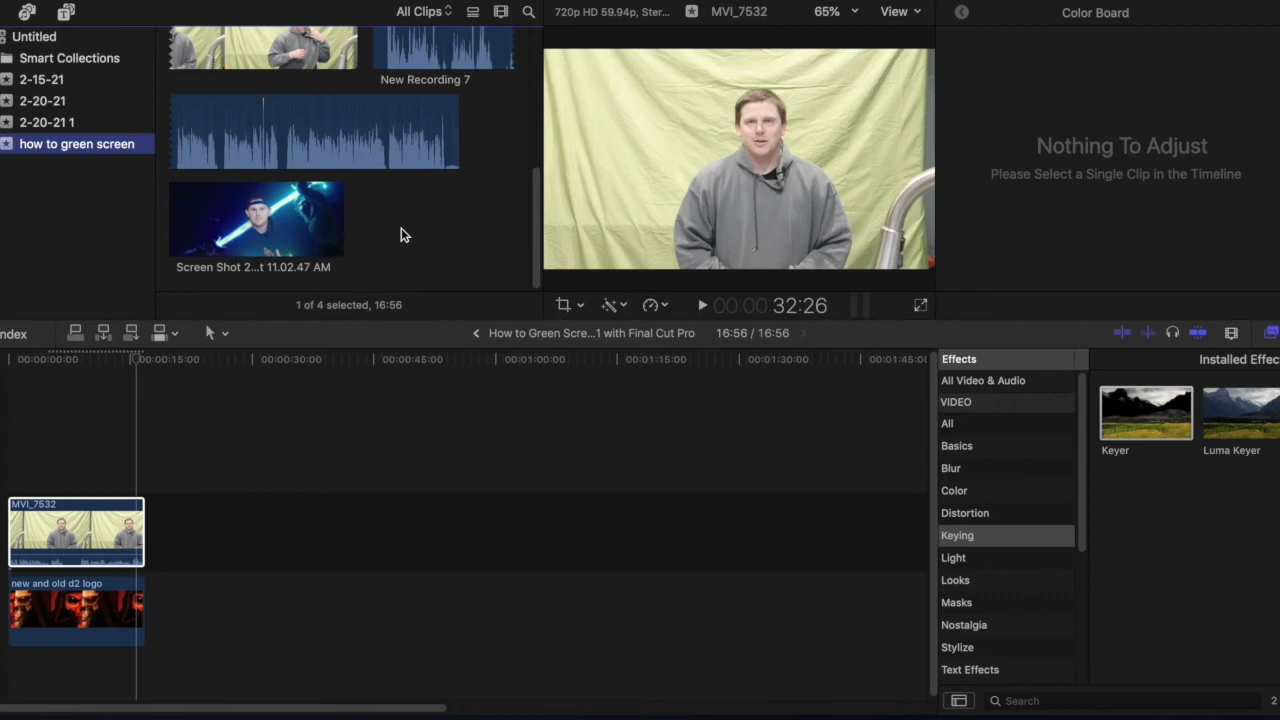 All Clips
720p HD 59.94p, Ster...
MVI_7532
65%
View
Color Board
Untitled
Smart Collections
2-15-21
2-20-21
2-20-21 1
how to green screen
New Recording 7
Screen Shot 2...t 11.02.47 AM
1 of 4 selected, 16:56
Nothing To Adjust
Please Select a Single Clip in the Timeline
00:00:32:26
ndex
How to Green Scre...1 with Final Cut Pro
16:56 / 16:56
00:00:00:00
00:00:15:00
00:00:30:00
00:00:45:00
00:01:00:00
00:01:15:00
00:01:30:00
00:01:45:0
MVI_7532
new and old d2 logo
Effects
Installed Effec
All Video & Audio
VIDEO
All
Basics
Blur
Color
Distortion
Keying
Light
Looks
Masks
Nostalgia
Stylize
Text Effects
Keyer
Luma Keyer
Search
2